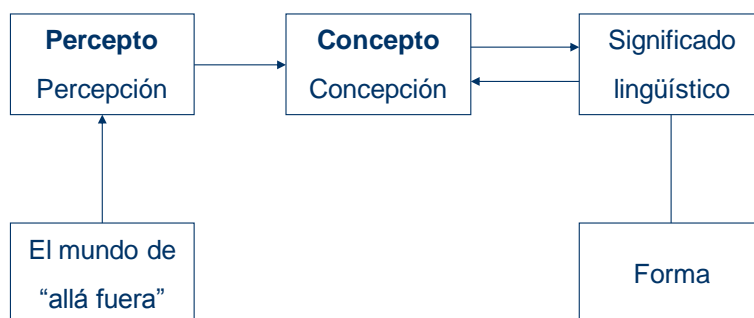 Percepto
Percepción
Concepto
Concepción
Significado
lingüístico
El mundo de
“allá fuera”
Forma